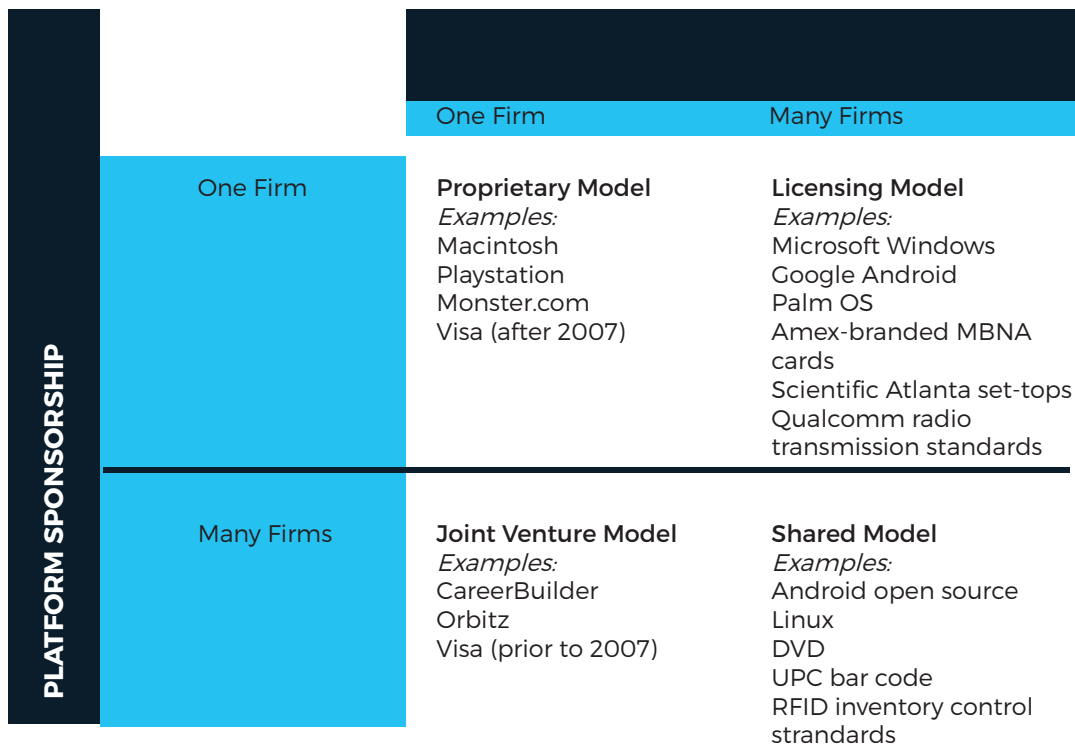 PLATFORM SPONSORSHIP
One Firm
Many Firms
One Firm
Proprietary Model
Examples:
Macintosh
Playstation
Monster.com
Visa (after 2007)
Licensing Model
Examples:
Microsoft Windows
Google Android
Palm OS
Amex-branded MBNA
cards
Scientific Atlanta set-tops
Qualcomm radio
transmission standards
Many Firms
Joint Venture Model
Examples:
CareerBuilder
Orbitz
Visa (prior to 2007)
Shared Model
Examples:
Android open source
Linux
DVD
UPC bar code
RFID inventory control
strandards